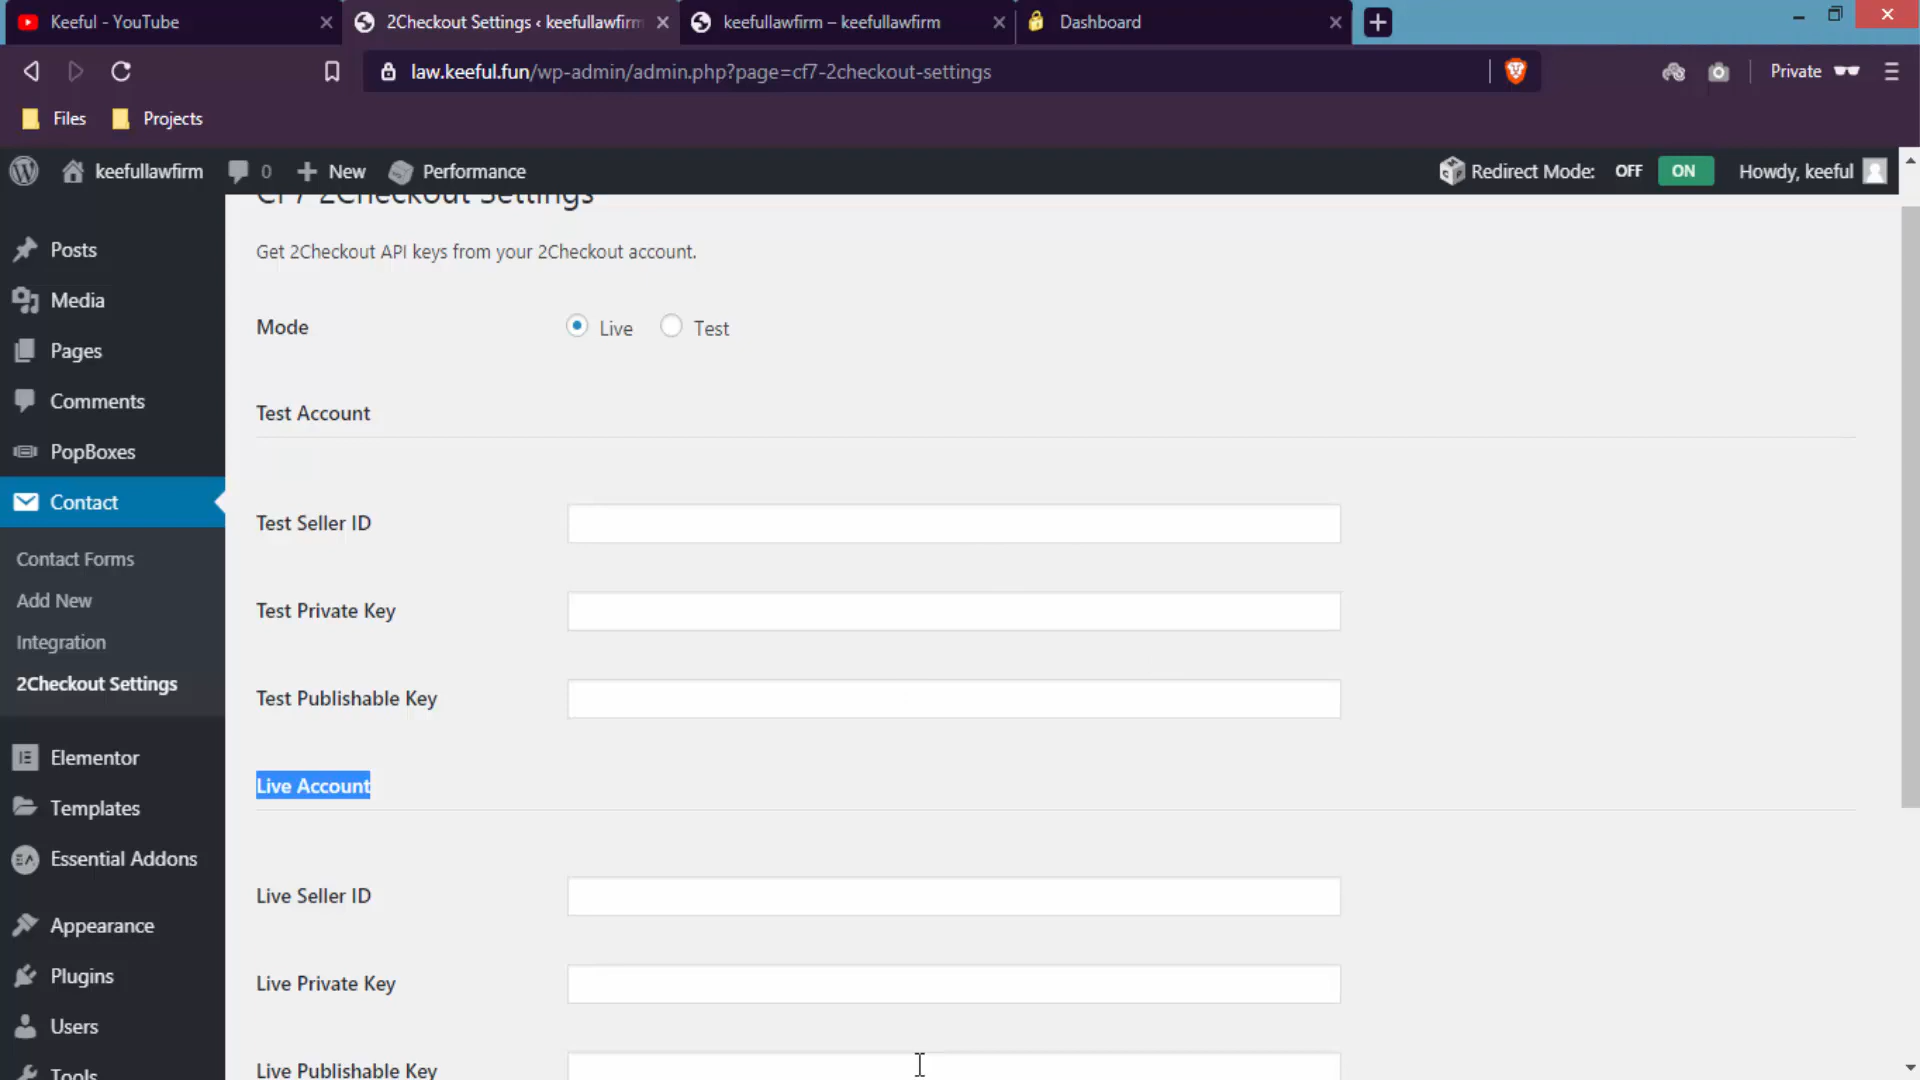 Keeful - YouTube
2Checkout Settings ‹ keefullawfirm
keefullawfirm – keefullawfirm
Dashboard
law.keeful.fun/wp-admin/admin.php?page=cf7-2checkout-settings
Private
Files
Projects
keefullawfirm
0
New
Performance
Redirect Mode:
OFF
ON
Howdy, keeful
Posts
Media
Pages
Comments
PopBoxes
Contact
Contact Forms
Add New
Integration
2Checkout Settings
Elementor
Templates
Essential Addons
Appearance
Plugins
Users
Tools
CF7 2Checkout Settings
Get 2Checkout API keys from your 2Checkout account.
Mode
Live
Test
Test Account
Test Seller ID
Test Private Key
Test Publishable Key
Live Account
Live Seller ID
Live Private Key
Live Publishable Key